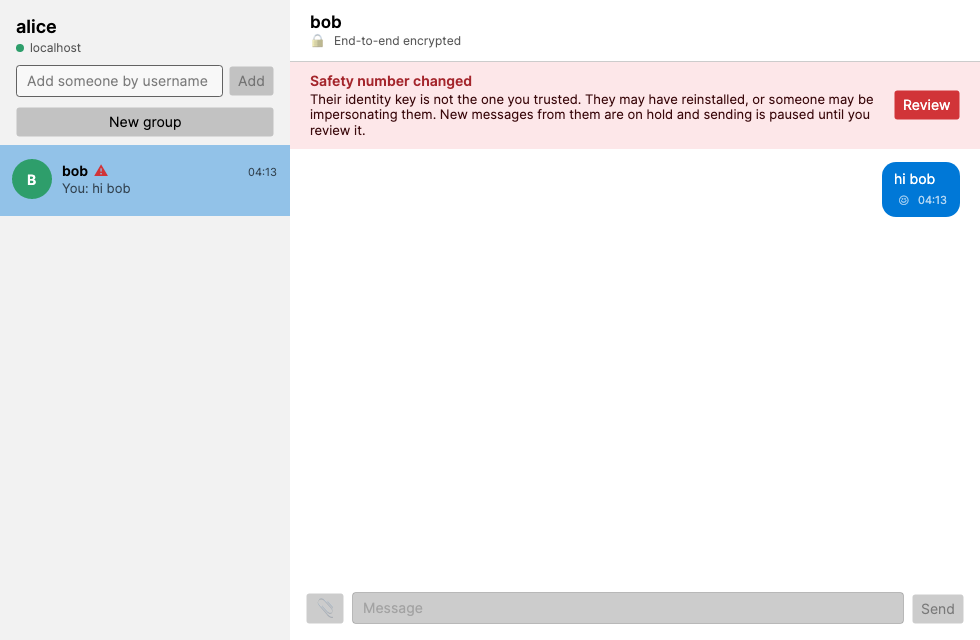 alice
localhost
Add someone by username
Add
New group
B
bob
04:13
You: hi bob
bob
End-to-end encrypted
Safety number changed
Their identity key is not the one you trusted. They may have reinstalled, or someone may be
impersonating them. New messages from them are on hold and sending is paused until you
review it.
Review
hi bob
04:13
Message
Send